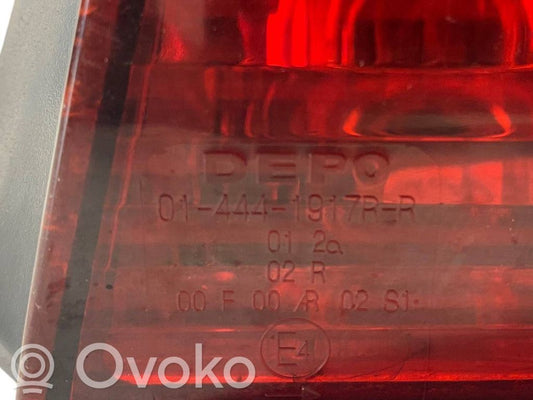 DEPO
01-444-1917R-R
01 2a
02 R
00 F 00 /R 02 S1
E4
OVOKO